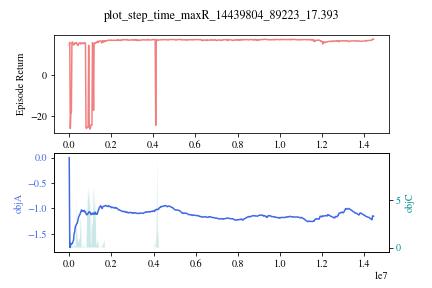 plot_step_time_maxR_14439804_89223_17.393
Episode Return
0
−20
0.0 0.2 0.4 0.6 0.8 1.0 1.2 1.4
objA
0.0
−0.5
−1.0
−1.5
5
0
objC
0.0 0.2 0.4 0.6 0.8 1.0 1.2 1.4
1e7